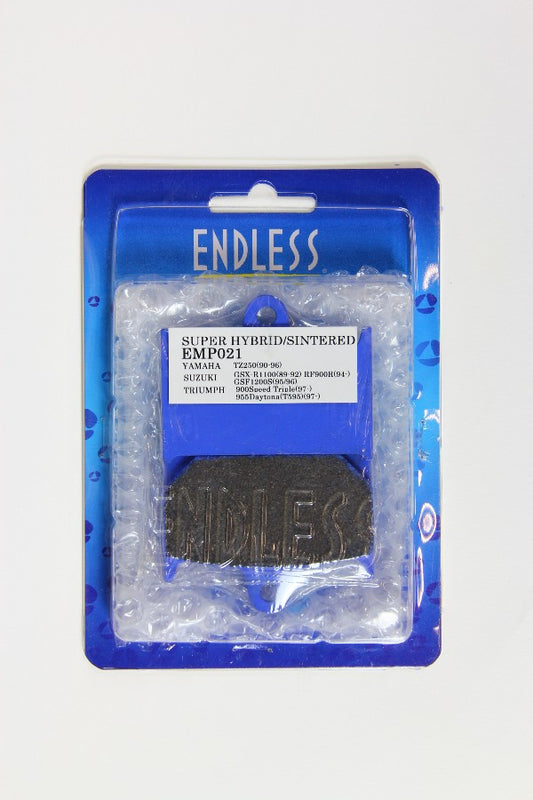 ENDLESS
SUPER HYBRID/SINTERED
EMP021
YAMAHA TZ250(90-96)
SUZUKI GSX-R1100(89-92) RF900R(94-)
GSF1200S(95/96)
TRIUMPH 900Speed Triple(97-)
955Daytona(T595)(97-)
ENDLESS